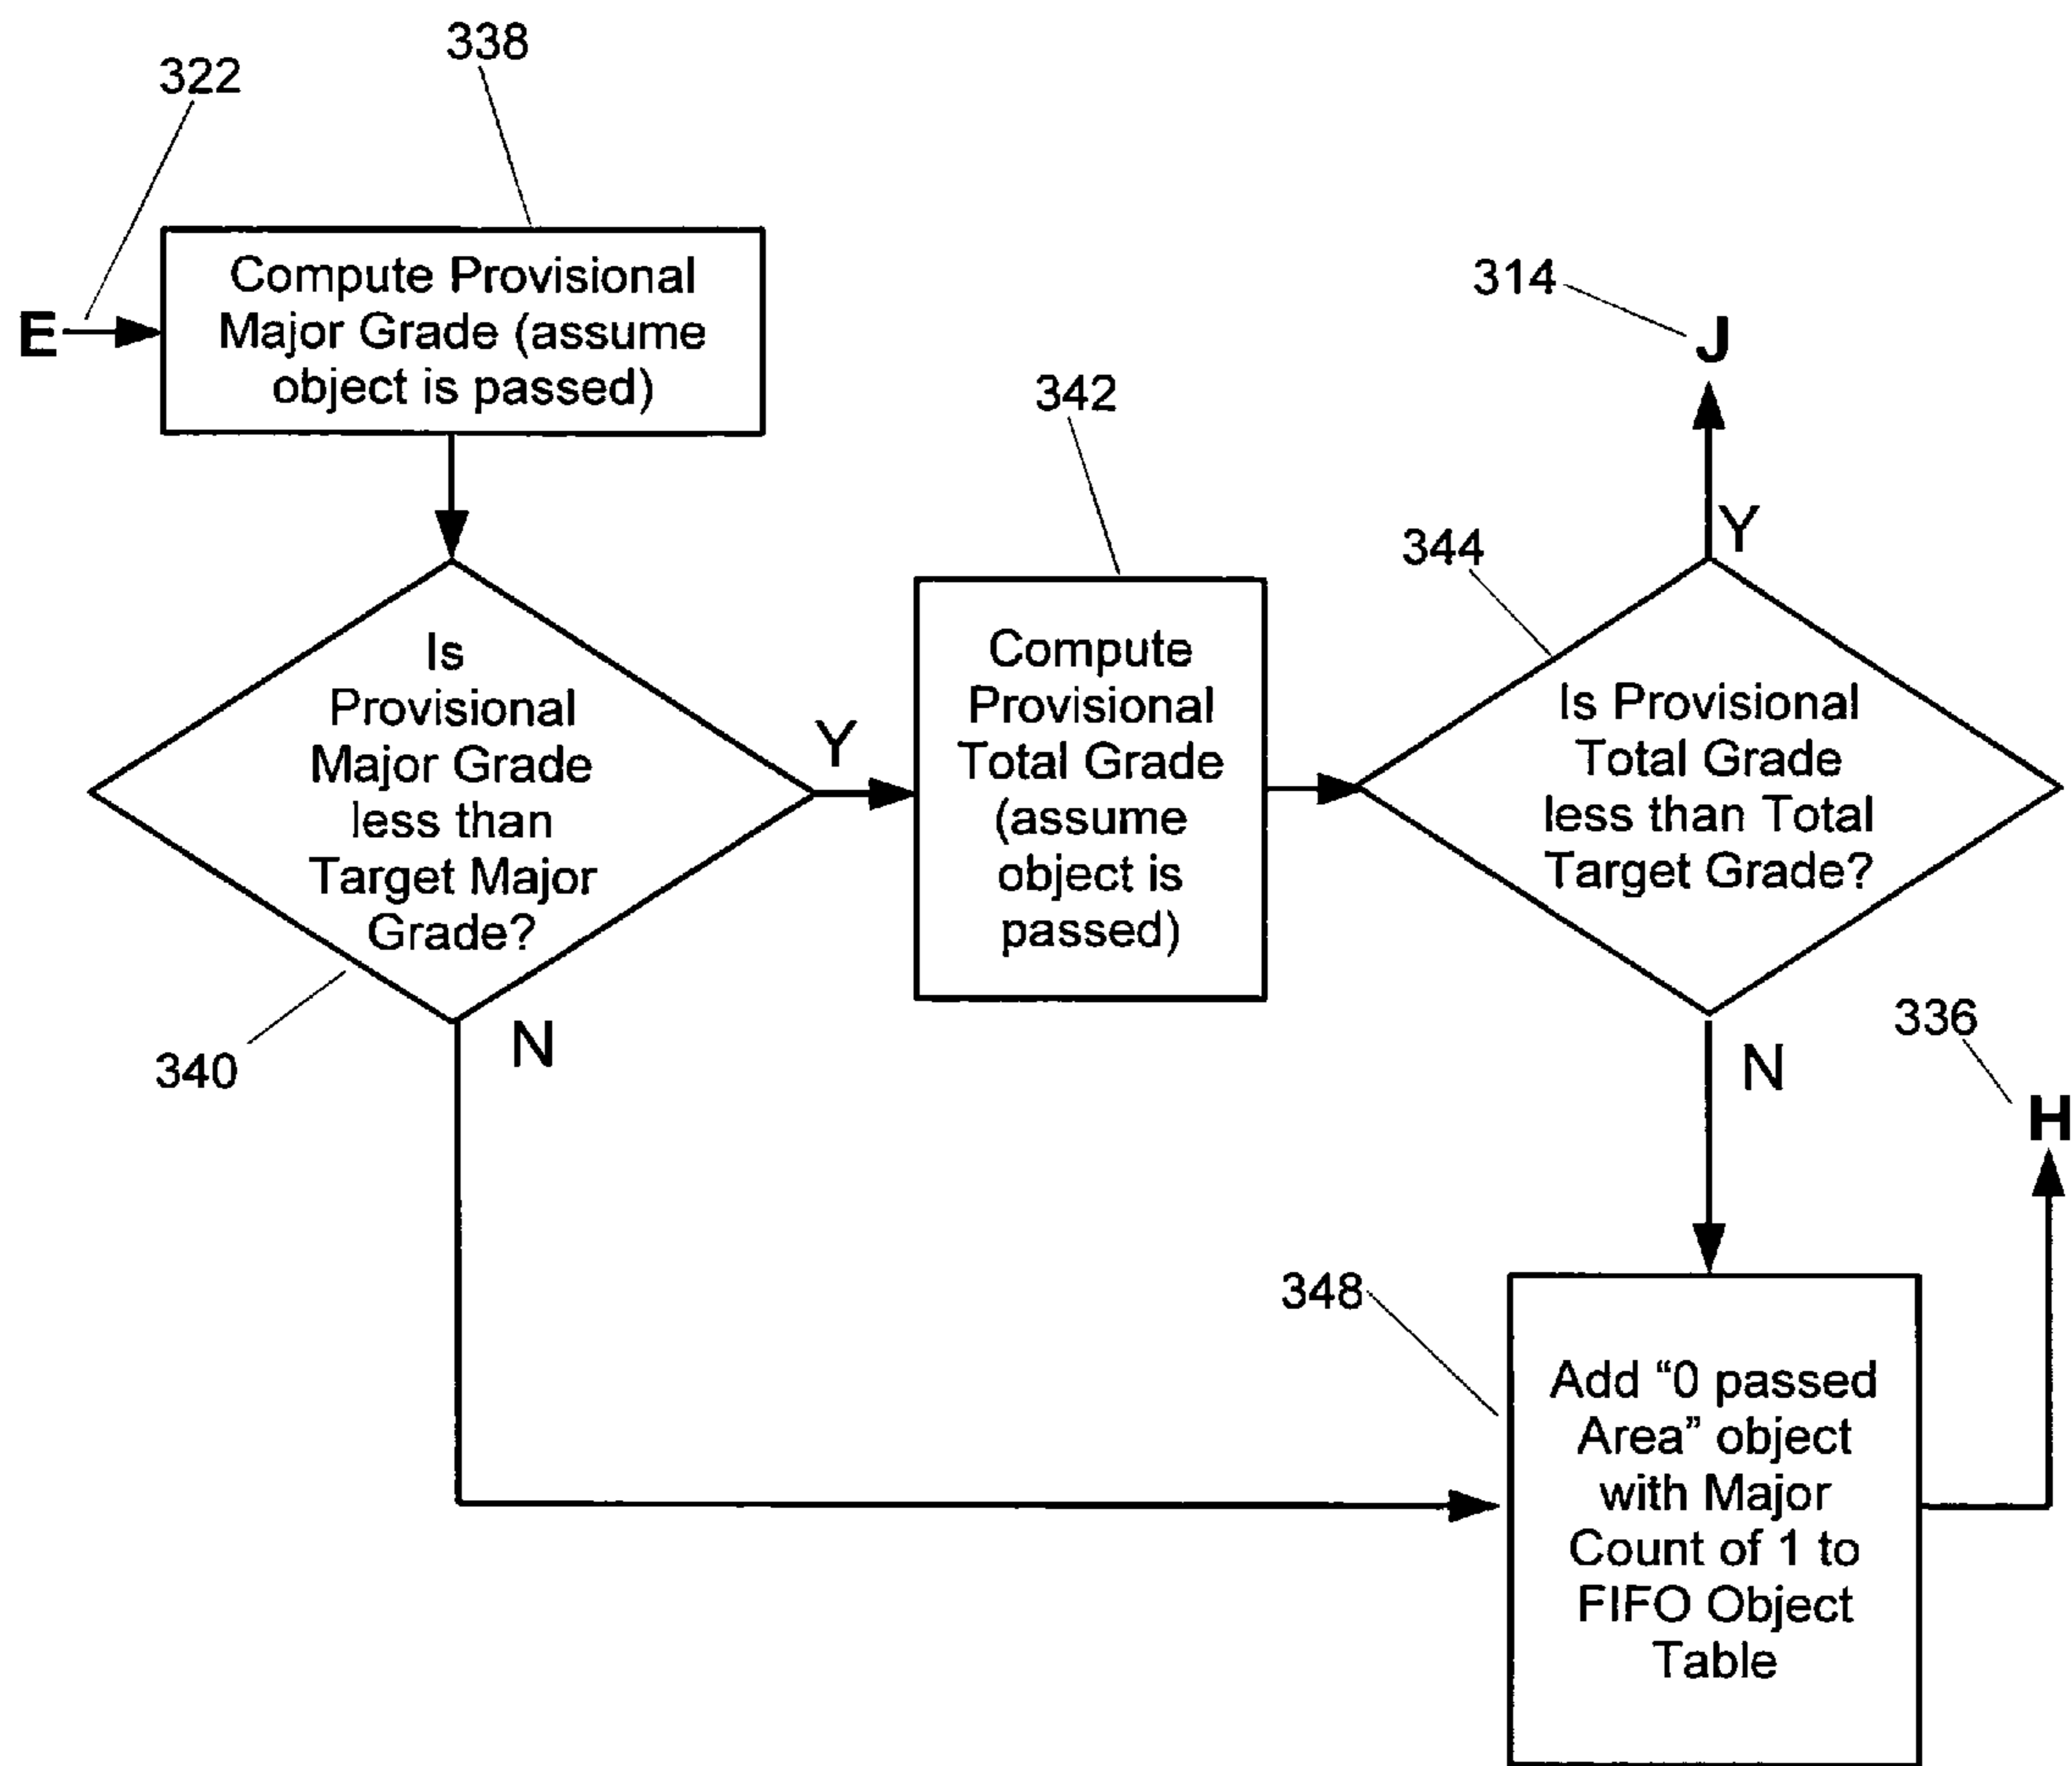 338
322
E
Compute Provisional
Major Grade (assume
object is passed)
314
J
342
Y
344
Is
Provisional
Major Grade
less than
Target Major
Grade?
Y
Compute
Provisional
Total Grade
(assume
object is
passed)
Is Provisional
Total Grade
less than Total
Target Grade?
340
N
N
336
H
348
Add “0 passed
Area” object
with Major
Count of 1 to
FIFO Object
Table